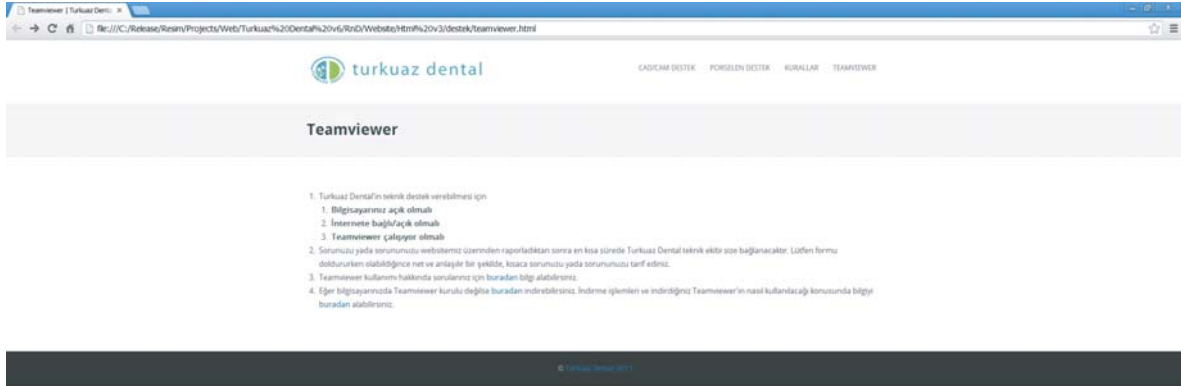 Teamviewer | Turkuaz Denta
file:///C:/Release/Resim/Projects/Web/Turkuaz%20Dental%20v6/RnD/Website/Html%20v3/destek/teamviewer.html
turkuaz dental
CAD/CAM DESTEK PORSELEN DESTEK KURALLAR TEAMVIEWER
Teamviewer
1. Turkuaz Dental'in teknik destek verebilmesi için
1. Bilgisayarınız açık olmalı
2. İnternete bağlı/açık olmalı
3. Teamviewer çalışıyor olmalı
2. Sorunuzu yada sorununuzu websitemiz üzerinden raporladıktan sonra en kısa sürede Turkuaz Dental teknik ekibi size bağlanacaktır. Lütfen formu
doldururken olabildiğince net ve anlaşılır bir şekilde, kısaca sorunuzu yada sorununuzu tarif ediniz.
3. Teamviewer kullanımı hakkında sorularınız için buradan bilgi alabilirsiniz.
4. Eğer bilgisayarınızda Teamviewer kurulu değilse buradan indirebilirsiniz. İndirme işlemleri ve indirdiğiniz Teamviewer'ın nasıl kullanılacağı konusunda bilgiyi
buradan alabilirsiniz.
© Turkuaz Dental 2013